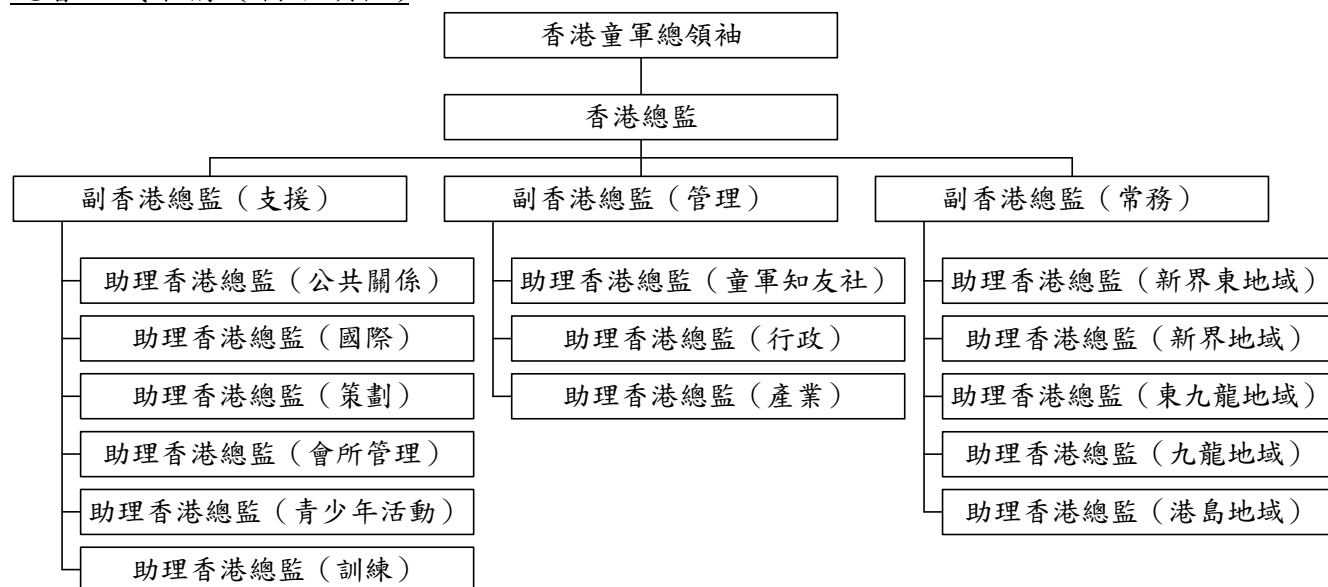 香港童軍總領袖
香港總監
副香港總監（支援）
副香港總監（管理）
副香港總監（常務）
助理香港總監（公共關係）
助理香港總監（國際）
助理香港總監（策劃）
助理香港總監（會所管理）
助理香港總監（青少年活動）
助理香港總監（訓練）
助理香港總監（童軍知友社）
助理香港總監（行政）
助理香港總監（產業）
助理香港總監（新界東地域）
助理香港總監（新界地域）
助理香港總監（東九龍地域）
助理香港總監（九龍地域）
助理香港總監（港島地域）